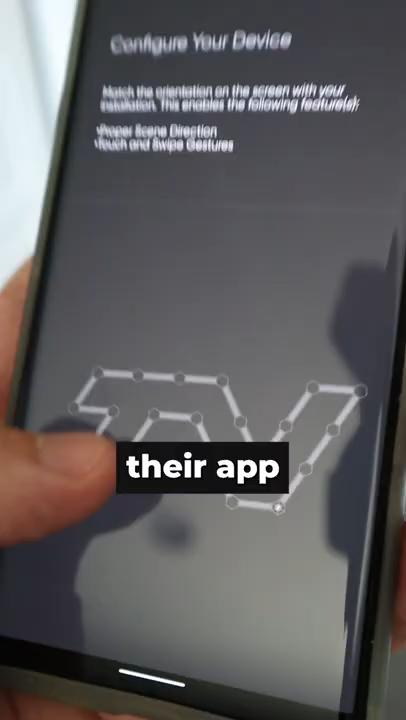 Configure Your Device
Match the orientation on the screen with your
installation. This enables the following feature(s):
•Proper Scene Direction
•Touch and Swipe Gestures
their app